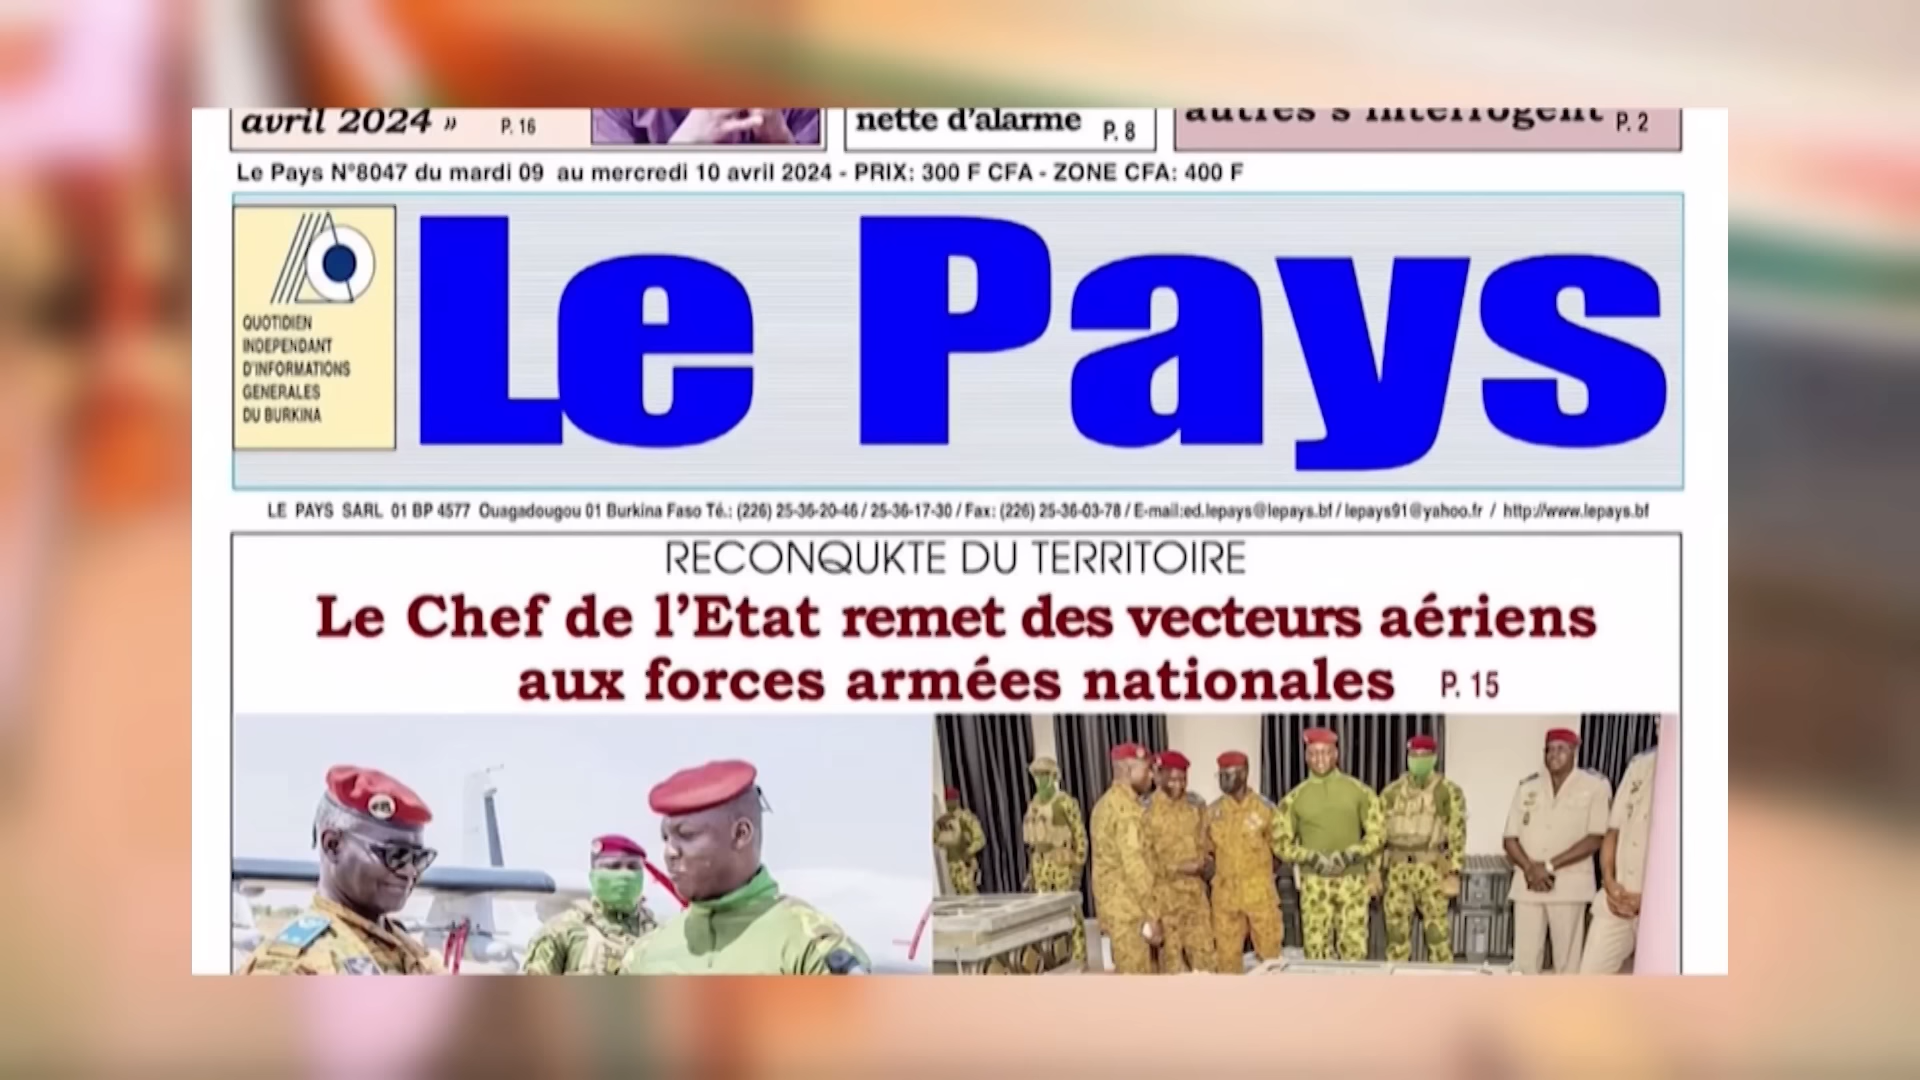 avril 2024 » P. 16
nette d'alarme P. 8
autres s'interrogent P. 2
Le Pays N°8047 du mardi 09 au mercredi 10 avril 2024 - PRIX: 300 F CFA - ZONE CFA: 400 F
QUOTIDIEN
INDEPENDANT
D'INFORMATIONS
GENERALES
DU BURKINA
Le Pays
LE PAYS SARL 01 BP 4577 Ouagadougou 01 Burkina Faso Té.: (226) 25-36-20-46 / 25-36-17-30 / Fax: (226) 25-36-03-78 / E-mail:ed.lepays@lepays.bf / lepays91@yahoo.fr / http://www.lepays.bf
RECONQUKTE DU TERRITOIRE
Le Chef de l'Etat remet des vecteurs aériens
aux forces armées nationales P. 15